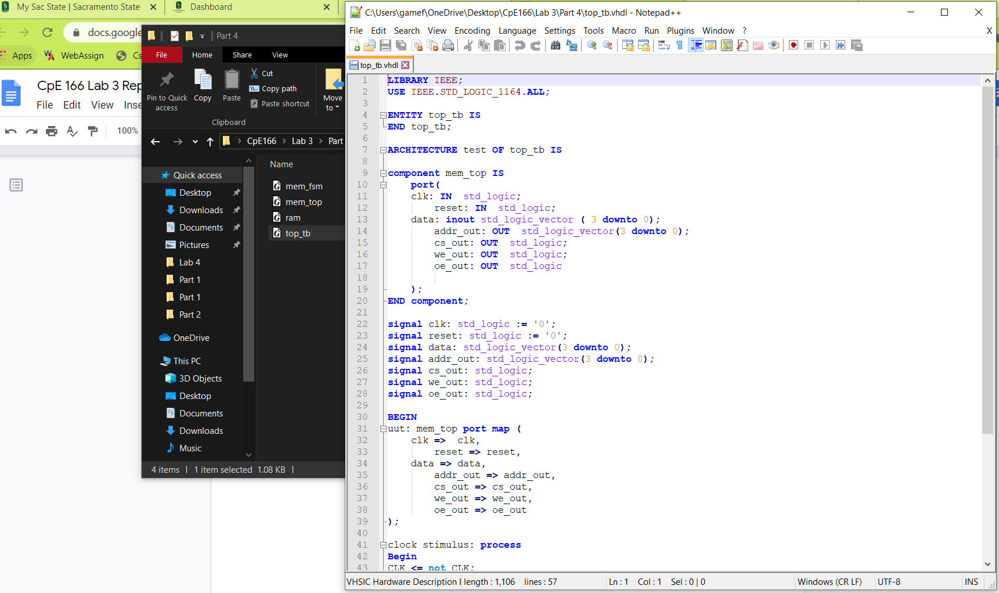 My Sac State | Sacramento State
Dashboard
docs.google
Apps
WebAssign
CpE 166 Lab 3 Rep
File Edit View Inse
100%
Part 4
File Home Share View
Pin to Quick access
Copy
Paste
Cut
Copy path
Paste shortcut
Move to
Clipboard
CpE166 > Lab 3 > Part
Name
Quick access
Desktop
Downloads
Documents
Pictures
Lab 4
Part 1
Part 1
Part 2
OneDrive
This PC
3D Objects
Desktop
Documents
Downloads
Music
mem_fsm
mem_top
ram
top_tb
4 items | 1 item selected 1.08 KB |
C:\Users\gamef\OneDrive\Desktop\CpE166\Lab 3\Part 4\top_tb.vhdl - Notepad++
File Edit Search View Encoding Language Settings Tools Macro Run Plugins Window ? X
top_tb.vhdl
1 LIBRARY IEEE;
2 USE IEEE.STD_LOGIC_1164.ALL;
3
4 ENTITY top_tb IS
5 END top_tb;
6
7 ARCHITECTURE test OF top_tb IS
8
9 component mem_top IS
10 port(
11 clk: IN std_logic;
12 reset: IN std_logic;
13 data: inout std_logic_vector ( 3 downto 0);
14 addr_out: OUT std_logic_vector(3 downto 0);
15 cs_out: OUT std_logic;
16 we_out: OUT std_logic;
17 oe_out: OUT std_logic
18
19 );
20 END component;
21
22 signal clk: std_logic := '0';
23 signal reset: std_logic := '0';
24 signal data: std_logic_vector(3 downto 0);
25 signal addr_out: std_logic_vector(3 downto 0);
26 signal cs_out: std_logic;
27 signal we_out: std_logic;
28 signal oe_out: std_logic;
29
30 BEGIN
31 uut: mem_top port map (
32 clk => clk,
33 reset => reset,
34 data => data,
35 addr_out => addr_out,
36 cs_out => cs_out,
37 we_out => we_out,
38 oe_out => oe_out
39 );
40
41 clock stimulus: process
42 Begin
43 CLK <= not CLK;
VHSIC Hardware Description l length : 1,106 lines : 57 Ln : 1 Col : 1 Sel : 0 | 0 Windows (CR LF) UTF-8 INS